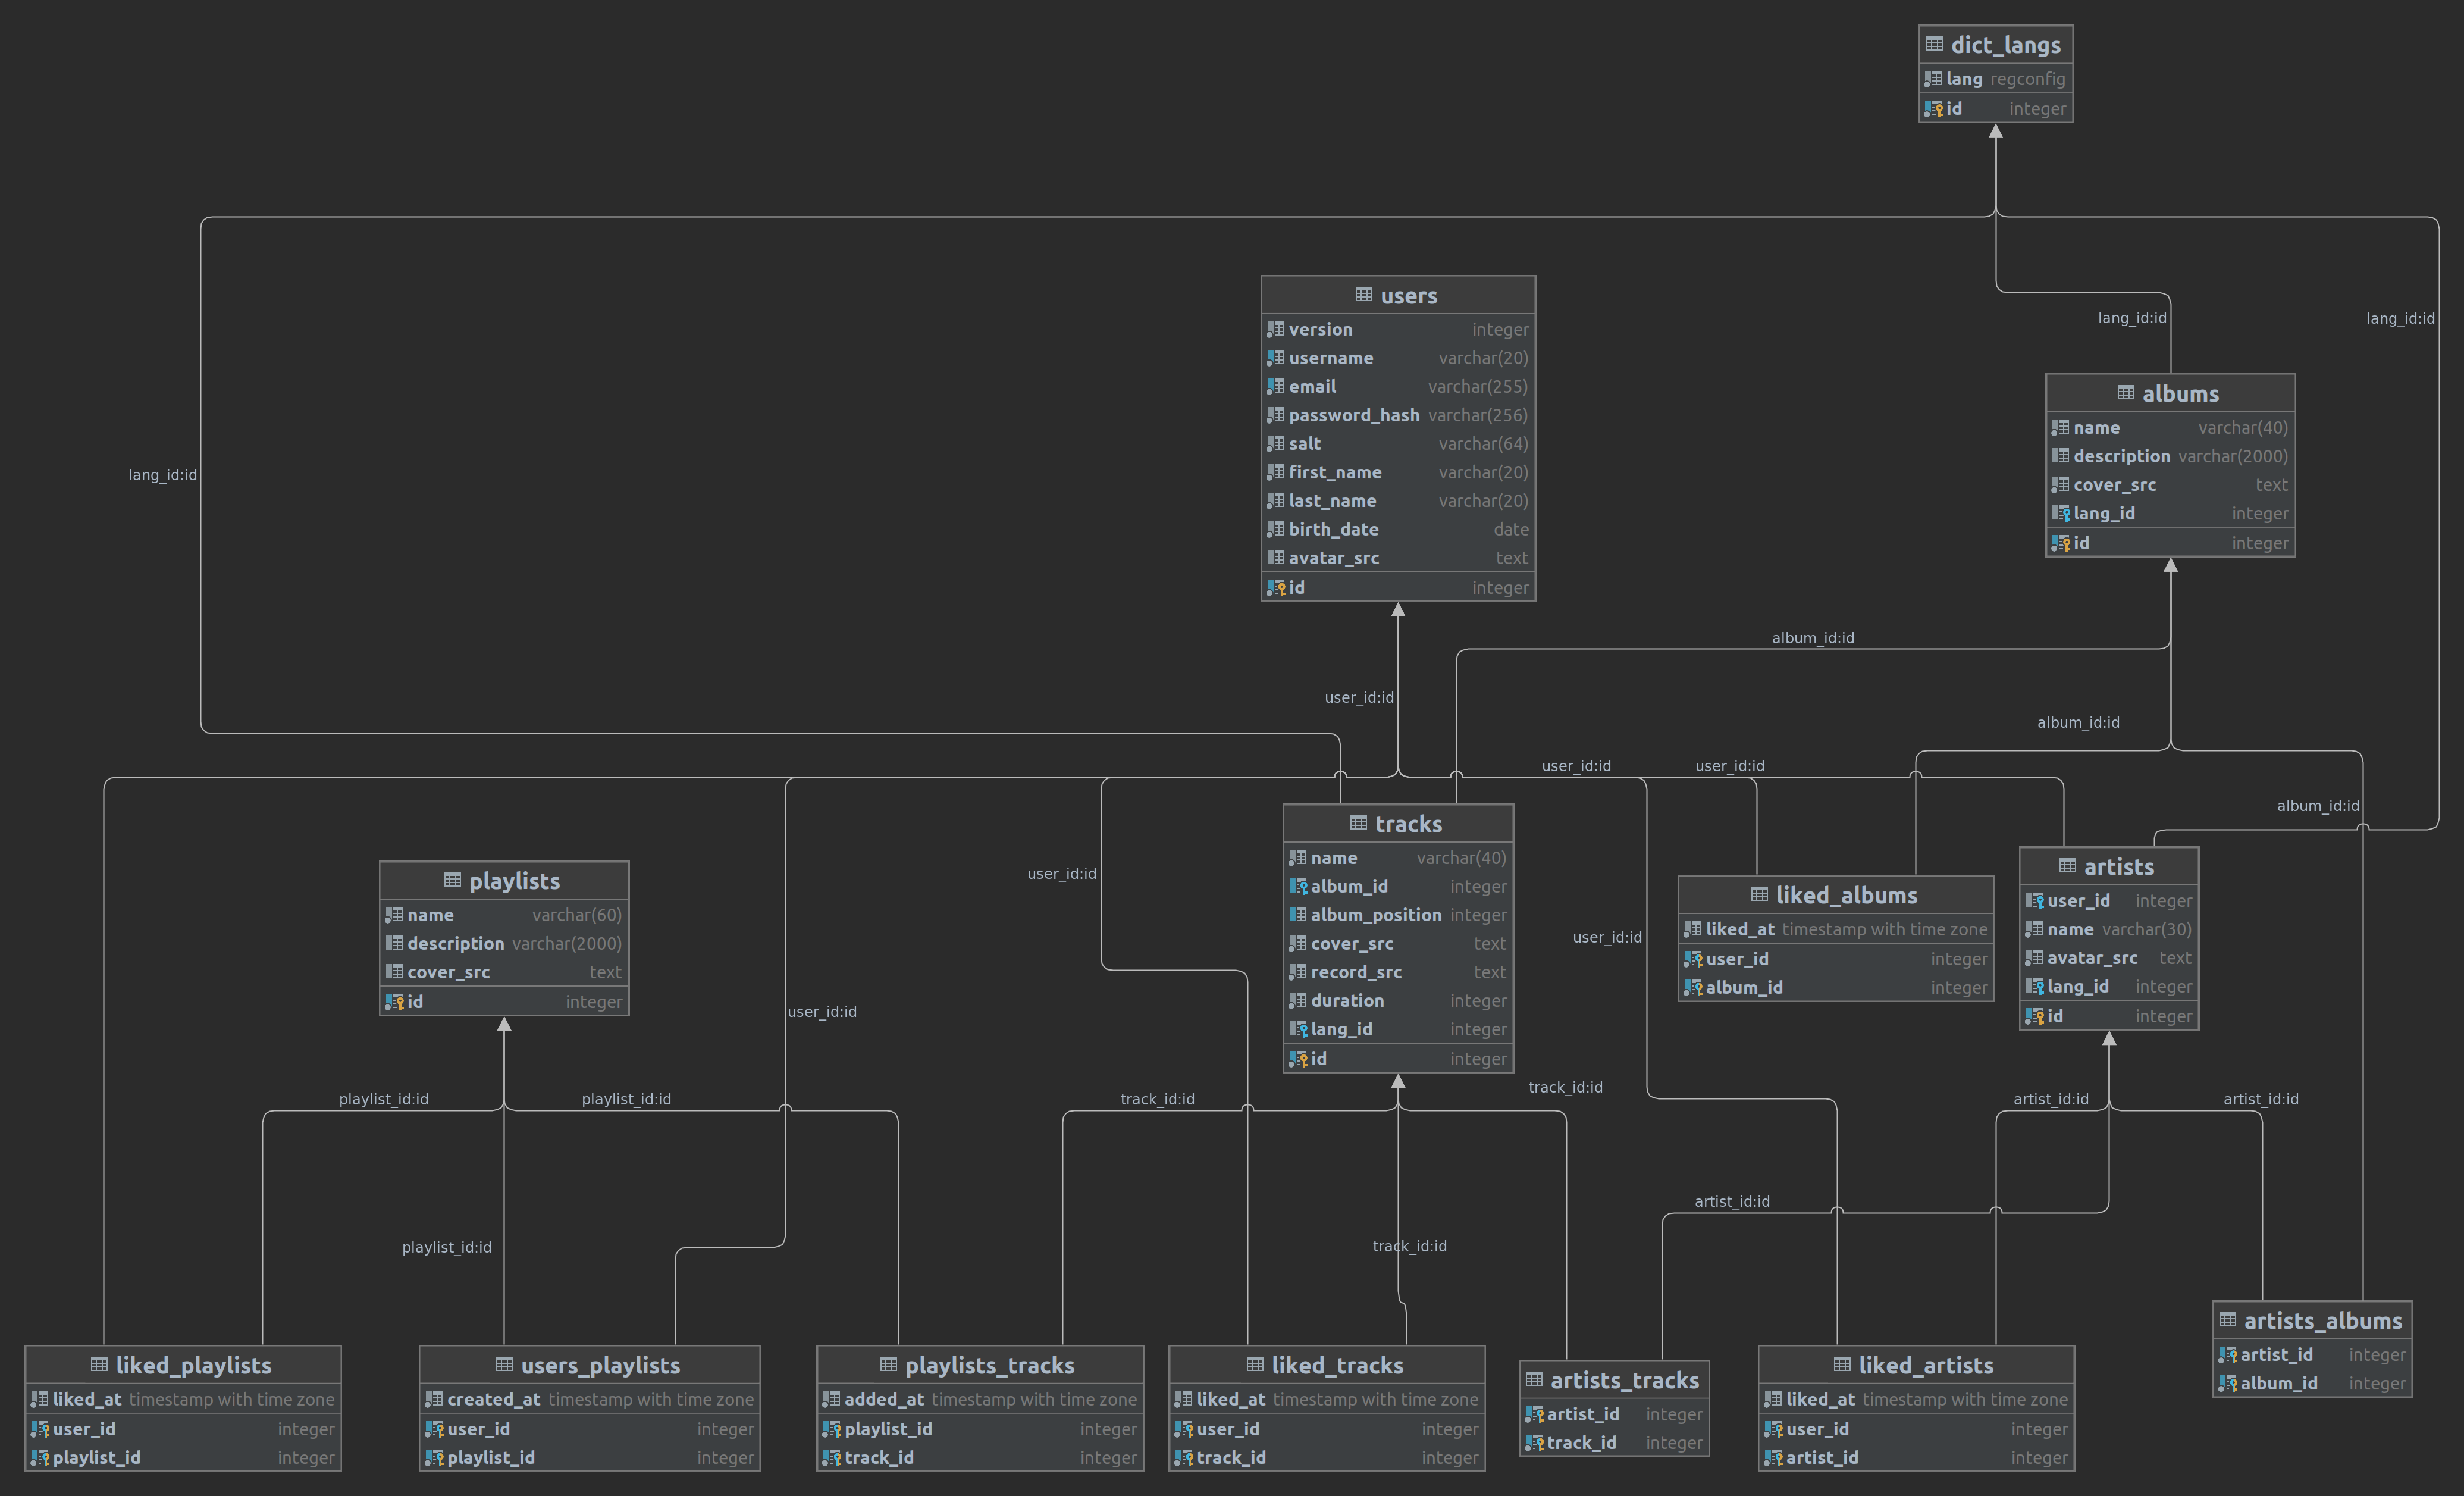 dict_langs
lang regconfig
id integer
users
version integer
username varchar(20)
email varchar(255)
password_hash varchar(256)
salt varchar(64)
first_name varchar(20)
last_name varchar(20)
birth_date date
avatar_src text
id integer
lang_id:id
lang_id:id
albums
name varchar(40)
description varchar(2000)
cover_src text
lang_id integer
id integer
lang_id:id
album_id:id
user_id:id
album_id:id
user_id:id
user_id:id
album_id:id
tracks
name varchar(40)
album_id integer
album_position integer
cover_src text
record_src text
duration integer
lang_id integer
id integer
artists
user_id integer
name varchar(30)
avatar_src text
lang_id integer
id integer
user_id:id
playlists
name varchar(60)
description varchar(2000)
cover_src text
id integer
liked_albums
liked_at timestamp with time zone
user_id integer
album_id integer
user_id:id
user_id:id
track_id:id
playlist_id:id
playlist_id:id
track_id:id
artist_id:id
artist_id:id
artist_id:id
playlist_id:id
track_id:id
liked_playlists
liked_at timestamp with time zone
user_id integer
playlist_id integer
users_playlists
created_at timestamp with time zone
user_id integer
playlist_id integer
playlists_tracks
added_at timestamp with time zone
playlist_id integer
track_id integer
liked_tracks
liked_at timestamp with time zone
user_id integer
track_id integer
artists_tracks
artist_id integer
track_id integer
liked_artists
liked_at timestamp with time zone
user_id integer
artist_id integer
artists_albums
artist_id integer
album_id integer